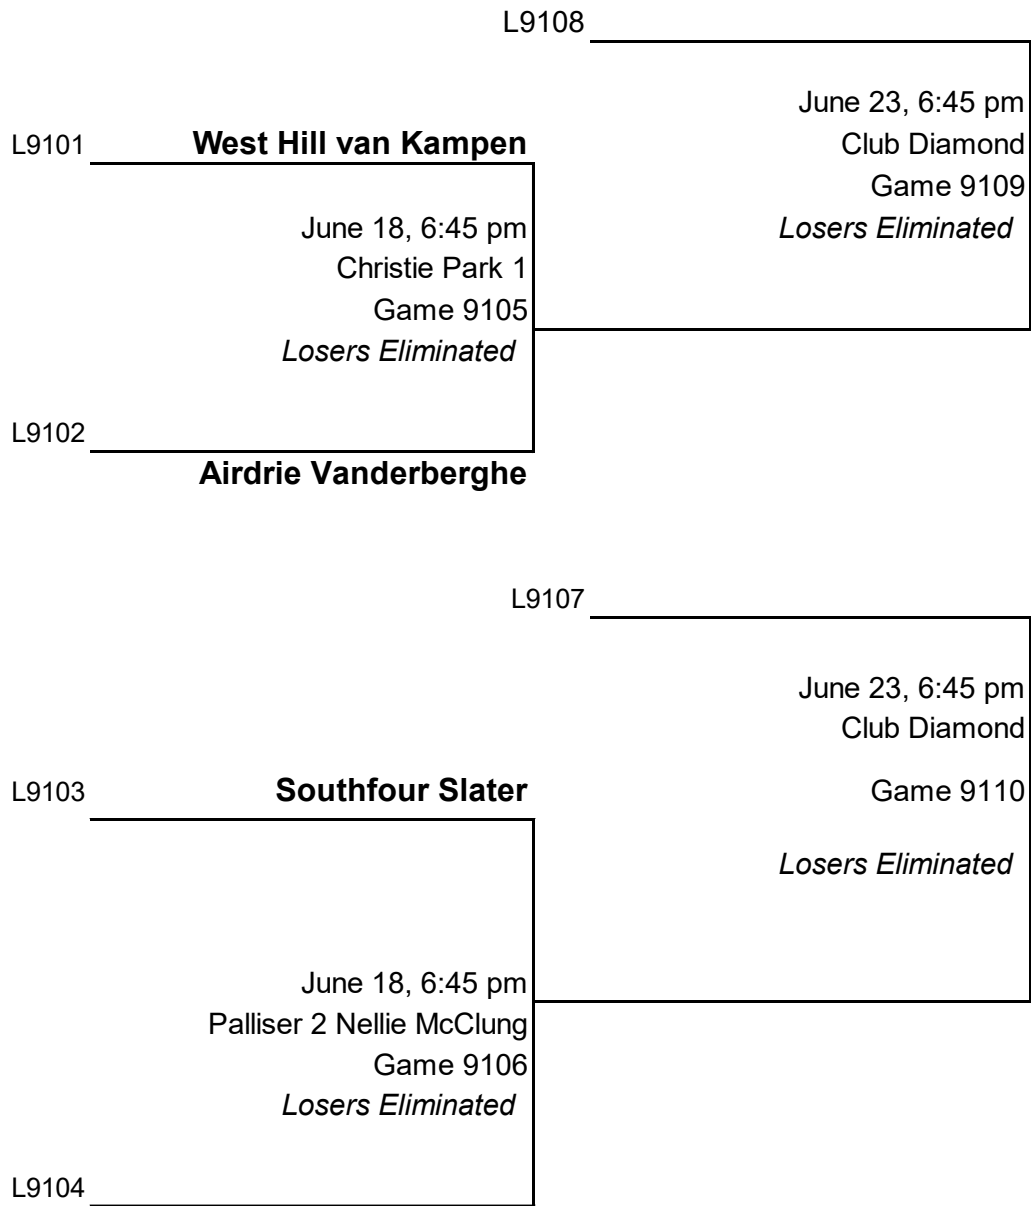 L9108
June 23, 6:45 pm
L9101 West Hill van Kampen Club Diamond
Game 9109
June 18, 6:45 pm Losers Eliminated
Christie Park 1
Game 9105
Losers Eliminated
L9102
Airdrie Vanderberghe
L9107
June 23, 6:45 pm
Club Diamond
L9103 Southfour Slater Game 9110
Losers Eliminated
June 18, 6:45 pm
Palliser 2 Nellie McClung
Game 9106
Losers Eliminated
L9104